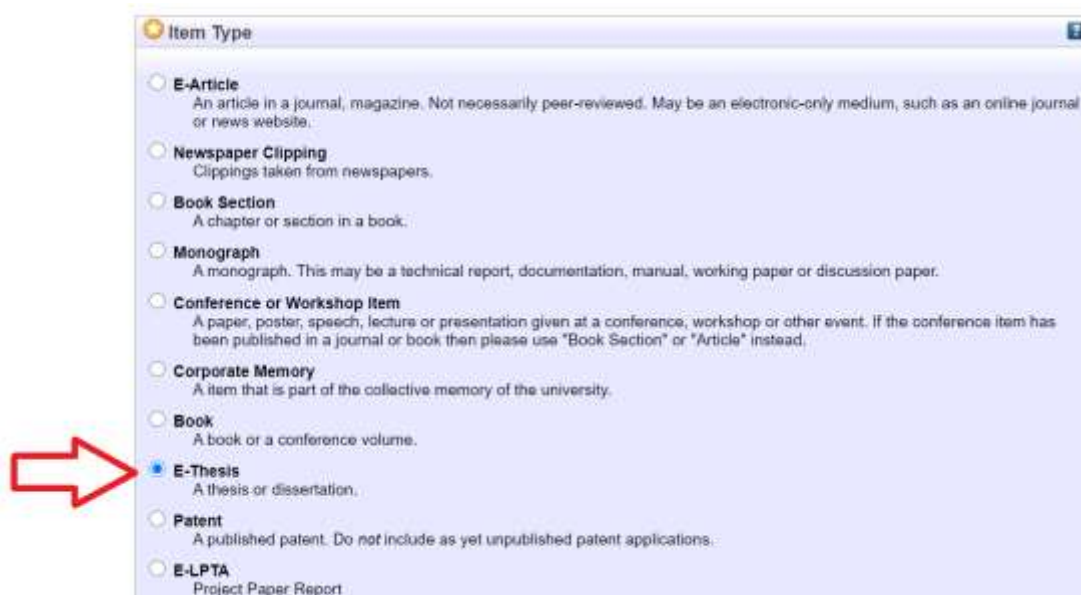 Item Type
E-Article
An article in a journal, magazine. Not necessarily peer-reviewed. May be an electronic-only medium, such as an online journal
or news website.
Newspaper Clipping
Clippings taken from newspapers.
Book Section
A chapter or section in a book.
Monograph
A monograph. This may be a technical report, documentation, manual, working paper or discussion paper.
Conference or Workshop Item
A paper, poster, speech, lecture or presentation given at a conference, workshop or other event. If the conference item has
been published in a journal or book then please use "Book Section" or "Article" instead.
Corporate Memory
A item that is part of the collective memory of the university.
Book
A book or a conference volume.
E-Thesis
A thesis or dissertation.
Patent
A published patent. Do not include as yet unpublished patent applications.
E-LPTA
Project Paper Report